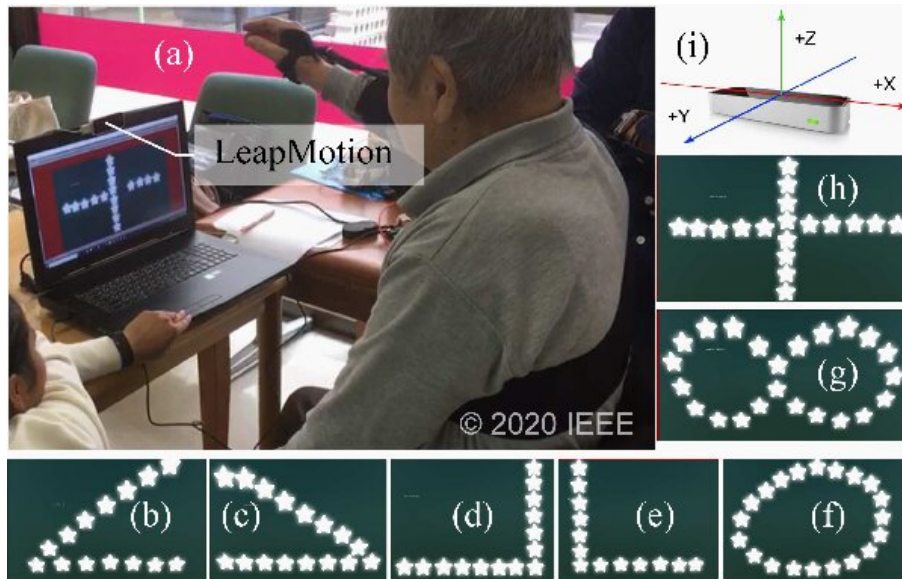 (a)
LeapMotion
© 2020 IEEE
(i)
+Z
+X
+Y
(h)
(g)
(b)
(c)
(d)
(e)
(f)